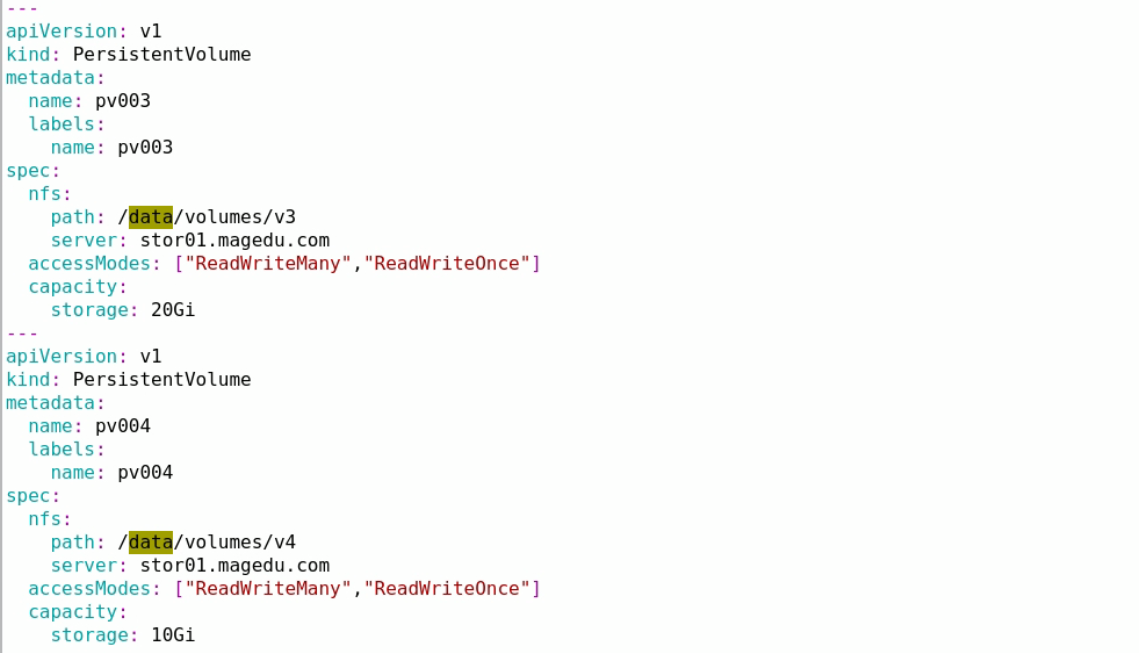 ---
apiVersion: v1
kind: PersistentVolume
metadata:
  name: pv003
  labels:
    name: pv003
spec:
  nfs:
    path: /data/volumes/v3
    server: stor01.magedu.com
  accessModes: ["ReadWriteMany","ReadWriteOnce"]
  capacity:
    storage: 20Gi
---
apiVersion: v1
kind: PersistentVolume
metadata:
  name: pv004
  labels:
    name: pv004
spec:
  nfs:
    path: /data/volumes/v4
    server: stor01.magedu.com
  accessModes: ["ReadWriteMany","ReadWriteOnce"]
  capacity:
    storage: 10Gi